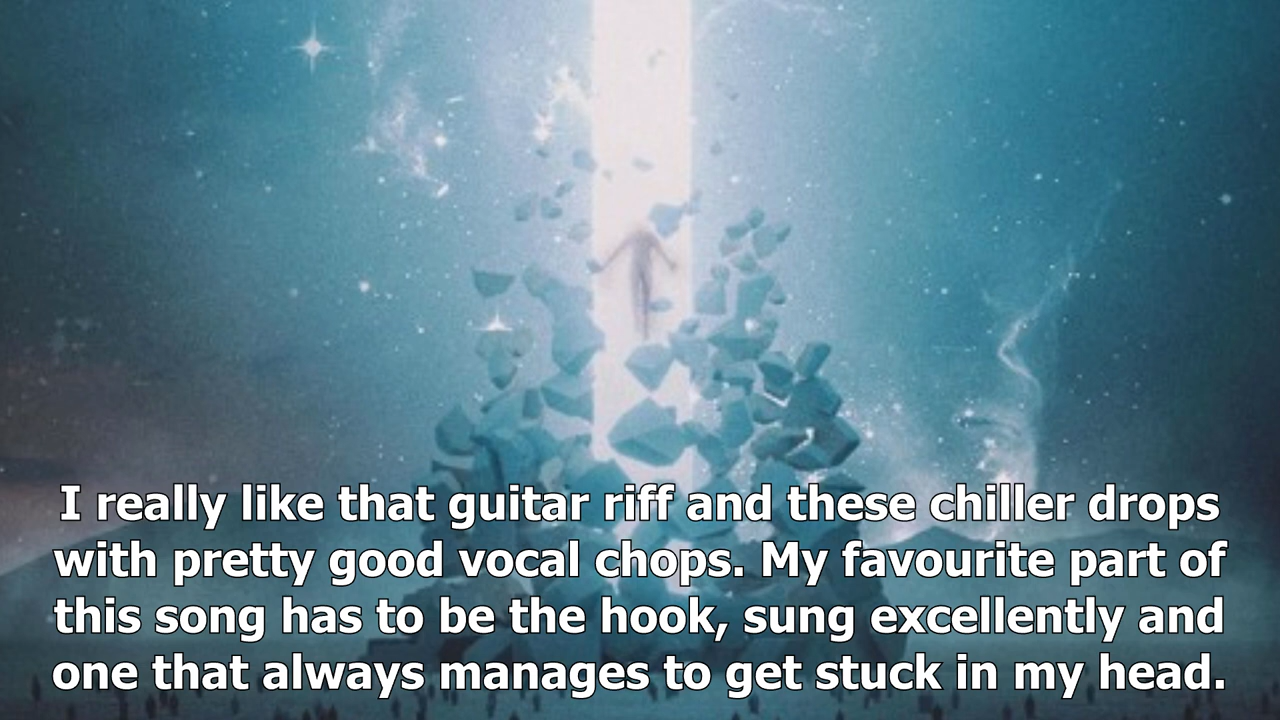 I really like that guitar riff and these chiller drops
with pretty good vocal chops. My favourite part of
this song has to be the hook, sung excellently and
one that always manages to get stuck in my head.